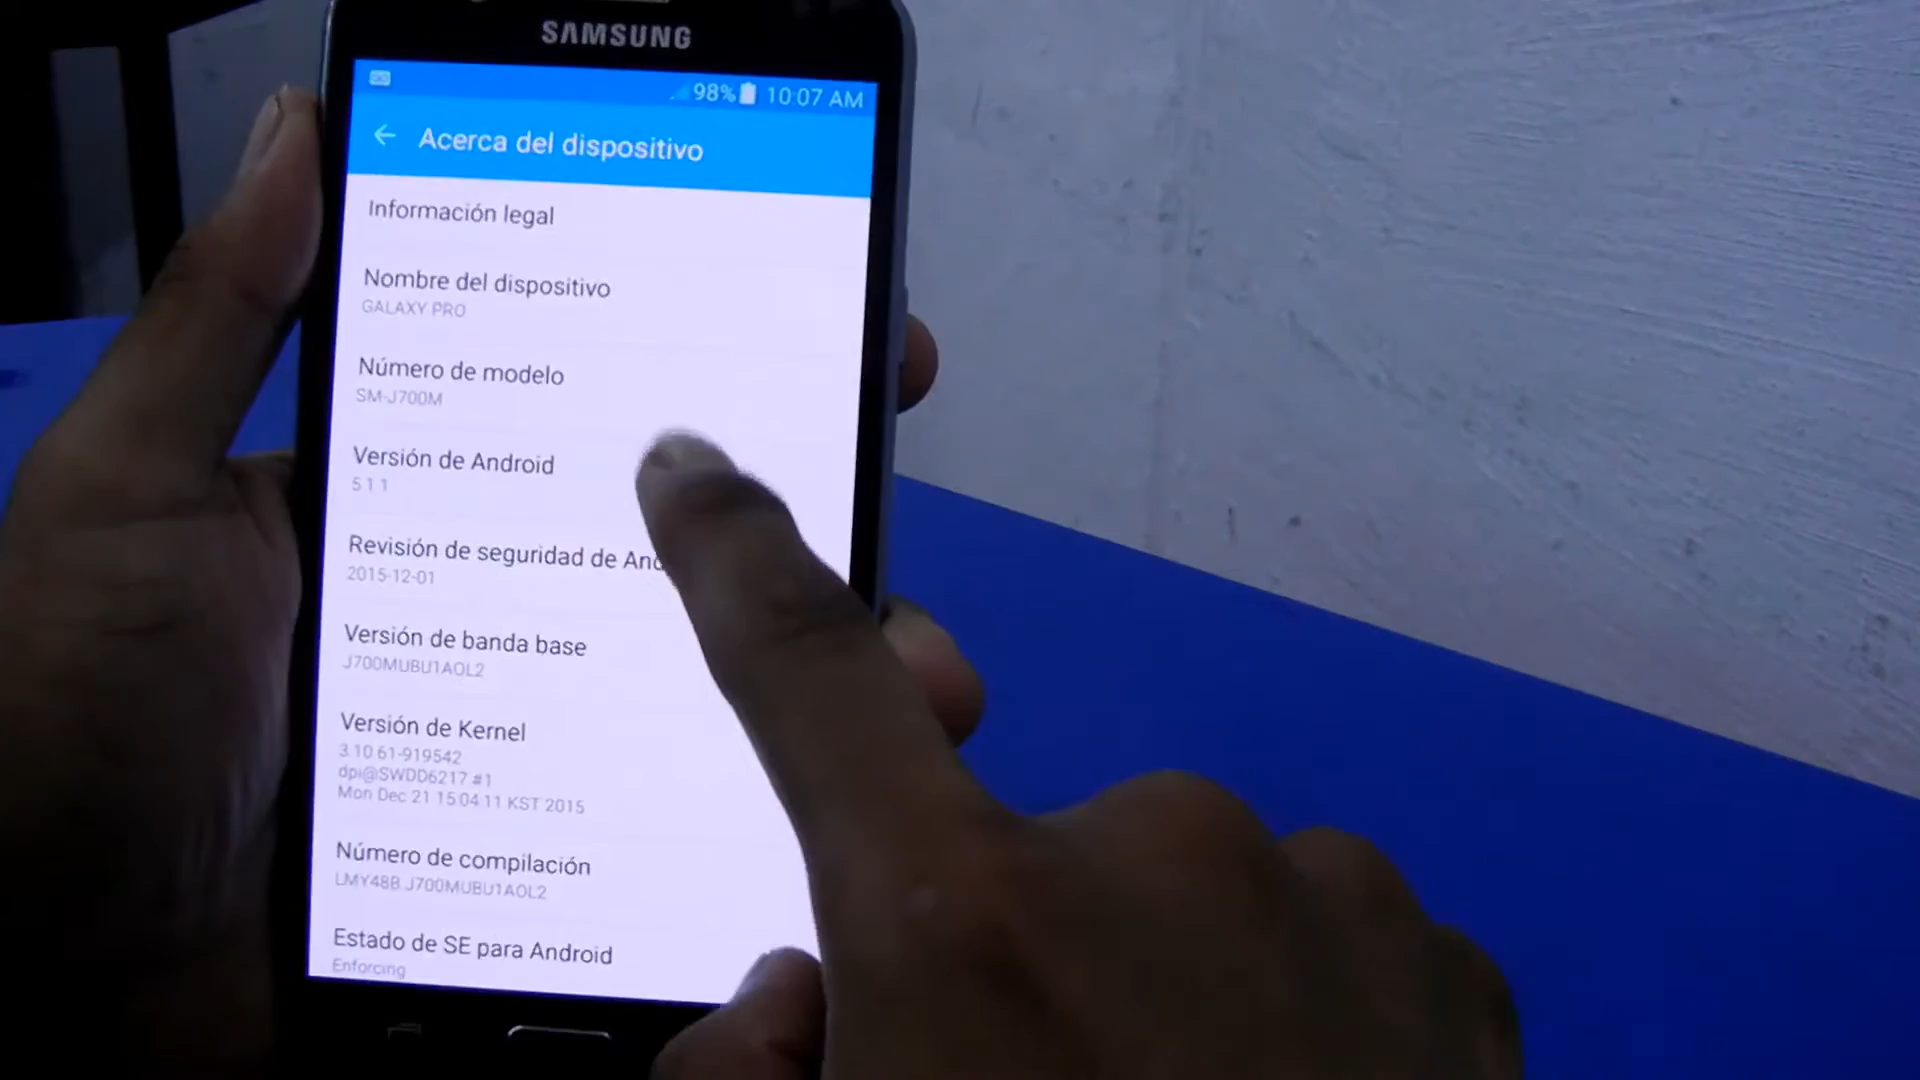 SAMSUNG
98% 10:07 AM
Acerca del dispositivo
Información legal
Nombre del dispositivo
GALAXY PRO
Número de modelo
SM-J700M
Versión de Android
5.1.1
Revisión de seguridad de
2015-12-01
Versión de banda base
J700MUBU1AOL2
Versión de Kernel
3.10.61-919542
dpi@SWDD6217 #1
Mon Dec 21 15:04:11 KST 2015
Número de compilación
LMY48B.J700MUBU1AOL2
Estado de SE para Android
Enforcing